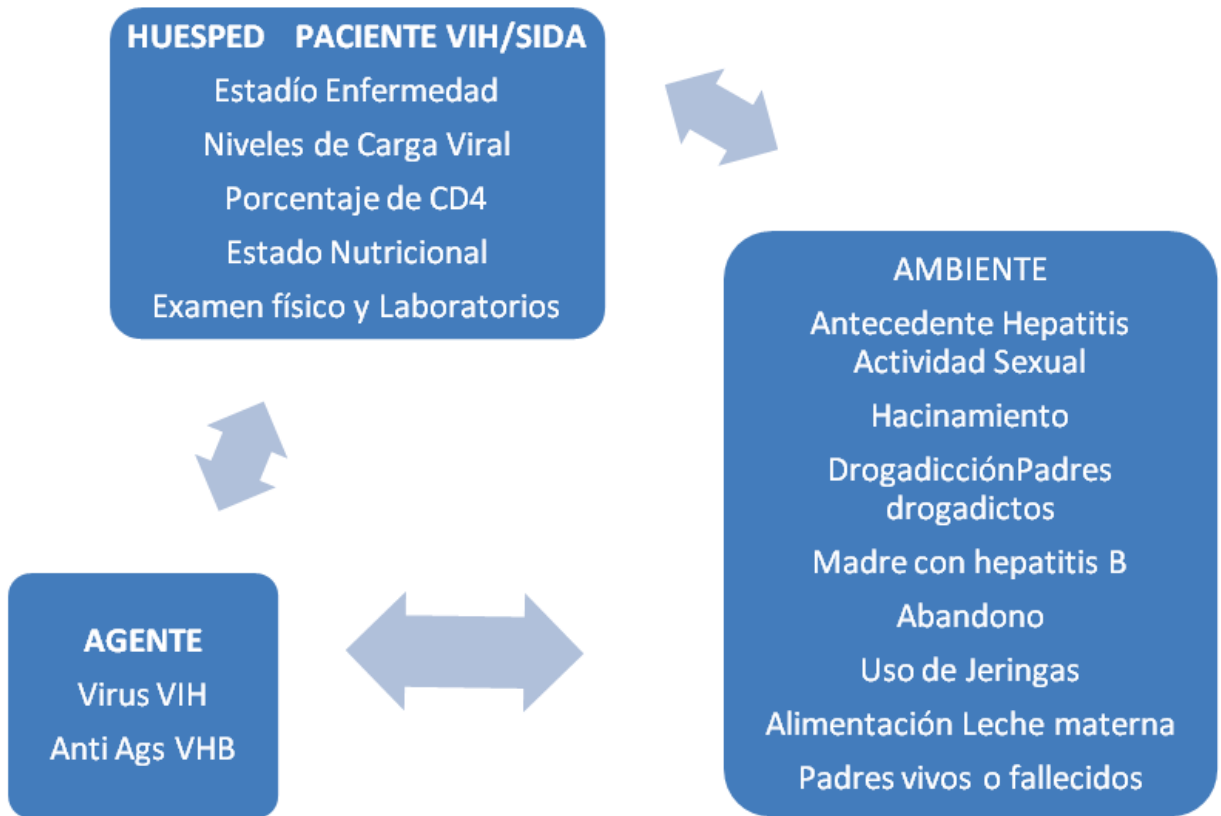 HUESPED PACIENTE VIH/SIDA
Estadío Enfermedad
Niveles de Carga Viral
Porcentaje de CD4
Estado Nutricional
Examen físico y Laboratorios
AMBIENTE
Antecedente Hepatitis
Actividad Sexual
Hacinamiento
DrogadicciónPadres
drogadictos
Madre con hepatitis B
Abandono
Uso de Jeringas
Alimentación Leche materna
Padres vivos o fallecidos
AGENTE
Virus VIH
Anti Ags VHB